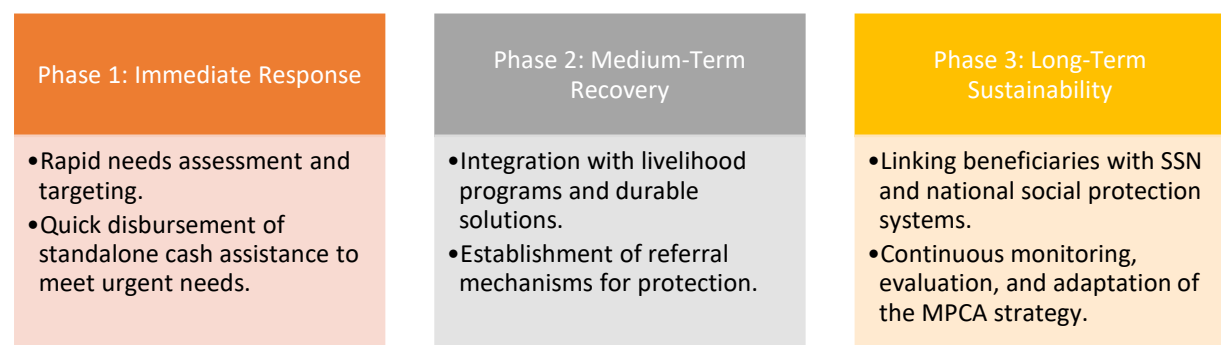 Phase 1: Immediate Response
•Rapid needs assessment and
targeting.
•Quick disbursement of
standalone cash assistance to
meet urgent needs.
Phase 2: Medium-Term
Recovery
•Integration with livelihood
programs and durable
solutions.
•Establishment of referral
mechanisms for protection.
Phase 3: Long-Term
Sustainability
•Linking beneficiaries with SSN
and national social protection
systems.
•Continuous monitoring,
evaluation, and adaptation of
the MPCA strategy.